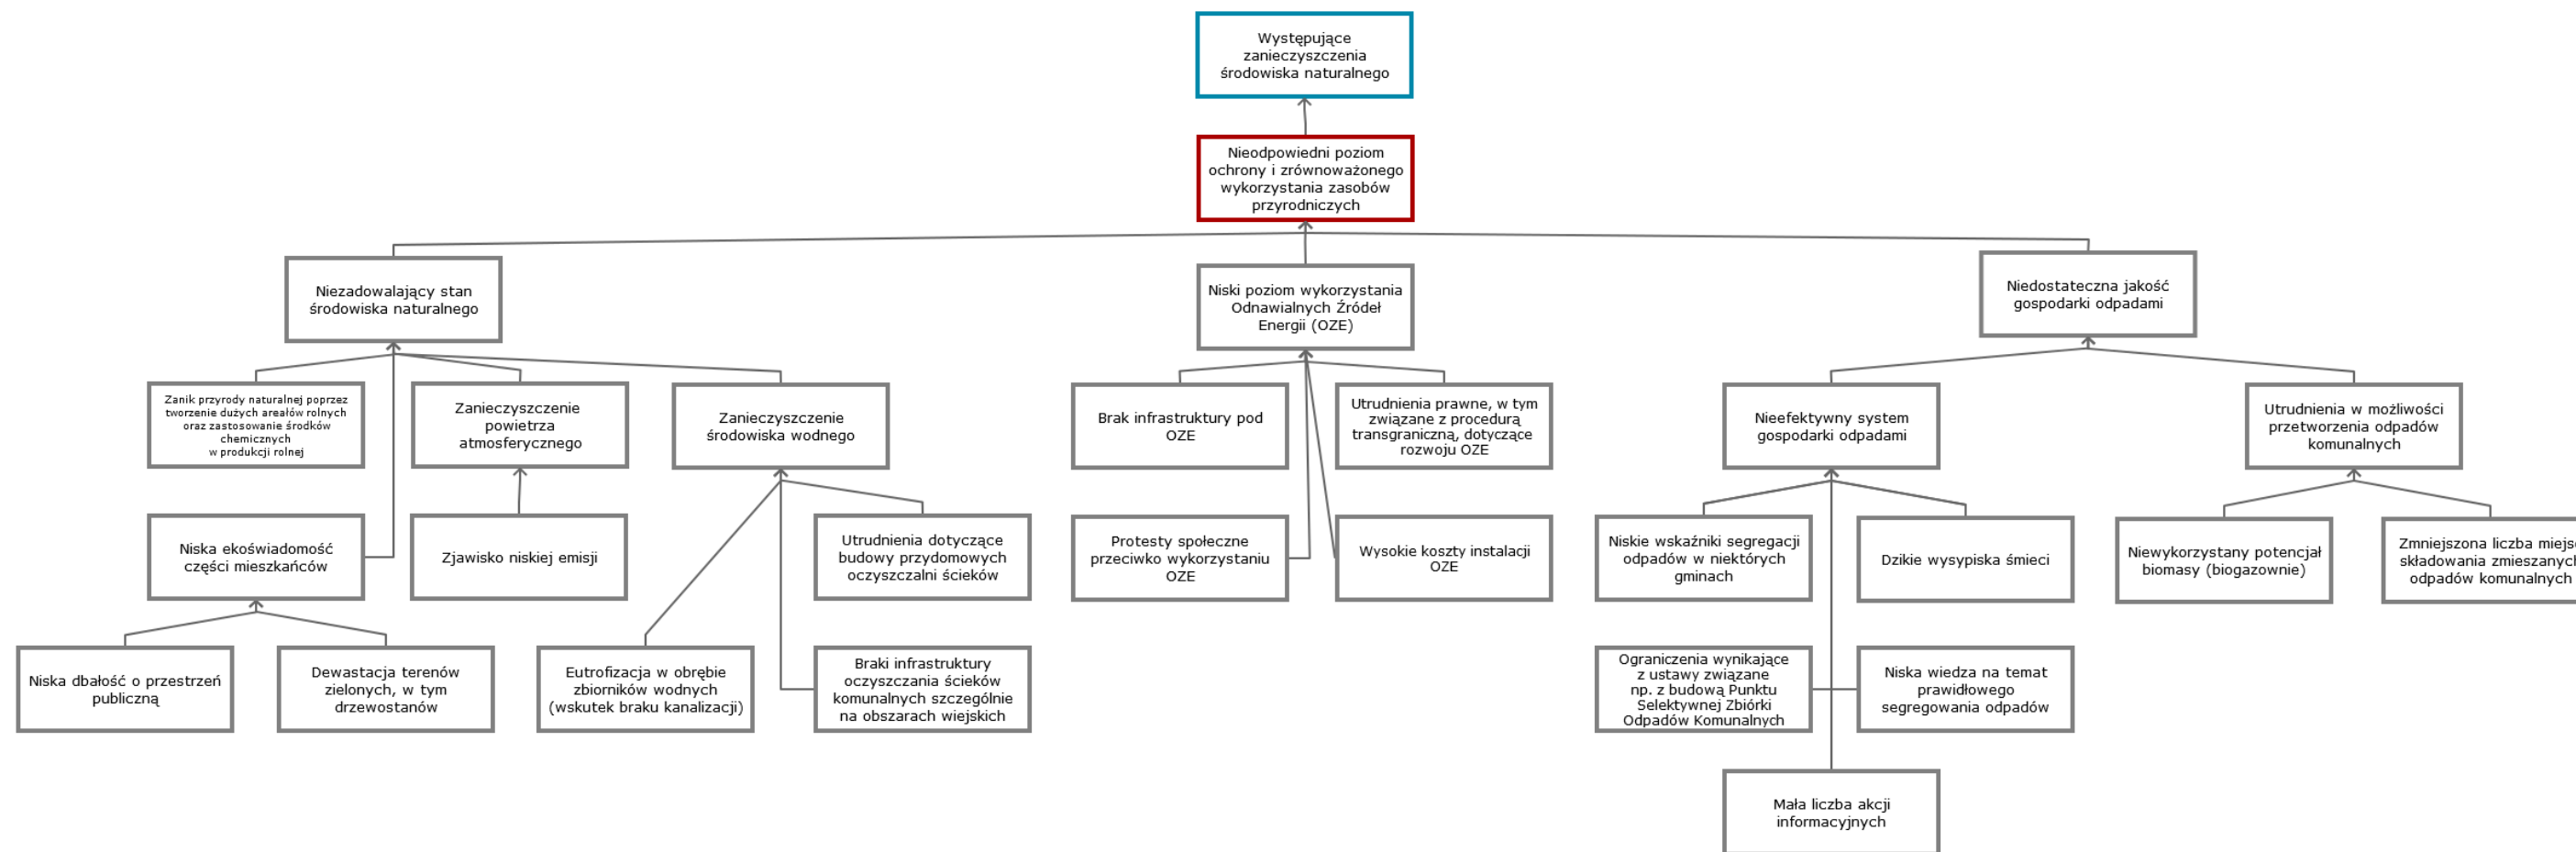 Występujące
zanieczyszczenia
środowiska naturalnego
Nieodpowiedni poziom
ochrony i zrównoważonego
wykorzystania zasobów
przyrodniczych
Niezadowalający stan
środowiska naturalnego
Niski poziom wykorzystania
Odnawialnych Źródeł
Energii (OZE)
Niedostateczna jakość
gospodarki odpadami
Zanik przyrody naturalnej poprzez
tworzenie dużych areałów rolnych
oraz zastosowanie środków
chemicznych
w produkcji rolnej
Zanieczyszczenie
powietrza
atmosferycznego
Zanieczyszczenie
środowiska wodnego
Brak infrastruktury pod
OZE
Utrudnienia prawne, w tym
związane z procedurą
transgraniczną, dotyczące
rozwoju OZE
Nieefektywny system
gospodarki odpadami
Utrudnienia w możliwości
przetworzenia odpadów
komunalnych
Niska ekoświadomość
części mieszkańców
Zjawisko niskiej emisji
Utrudnienia dotyczące
budowy przydomowych
oczyszczalni ścieków
Protesty społeczne
przeciwko wykorzystaniu
OZE
Wysokie koszty instalacji
OZE
Niskie wskaźniki segregacji
odpadów w niektórych
gminach
Dzikie wysypiska śmieci
Niewykorzystany potencjał
biomasy (biogazownie)
Zmniejszona liczba miejsc
składowania zmieszanych
odpadów komunalnych
Niska dbałość o przestrzeń
publiczną
Dewastacja terenów
zielonych, w tym
drzewostanów
Eutrofizacja w obrębie
zbiorników wodnych
(wskutek braku kanalizacji)
Braki infrastruktury
oczyszczania ścieków
komunalnych szczególnie
na obszarach wiejskich
Ograniczenia wynikające
z ustawy związane
np. z budową Punktu
Selektywnej Zbiórki
Odpadów Komunalnych
Niska wiedza na temat
prawidłowego
segregowania odpadów
Mała liczba akcji
informacyjnych